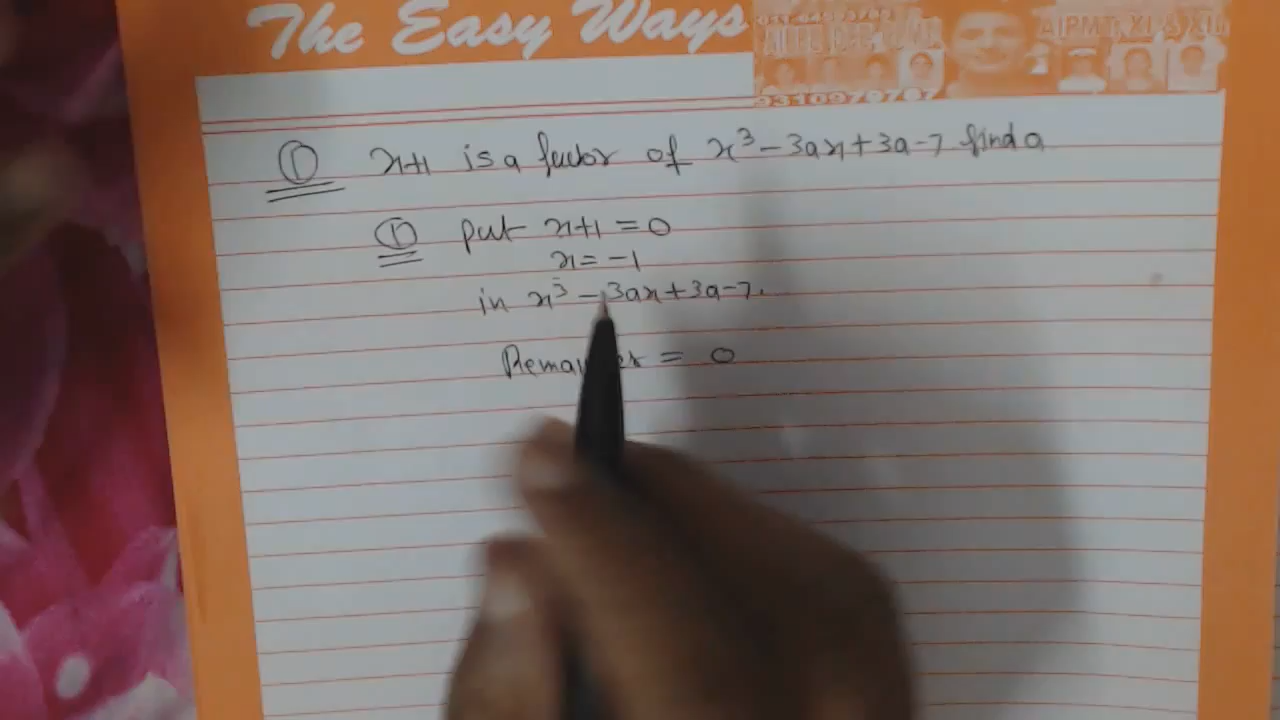 The Easy Ways
AIPMT, XI & XII
9310979787
① x+1 is a factor of x³-3ax+3a-7 find a
① put x+1=0
x=-1
in x³-3ax+3a-7.
= 0